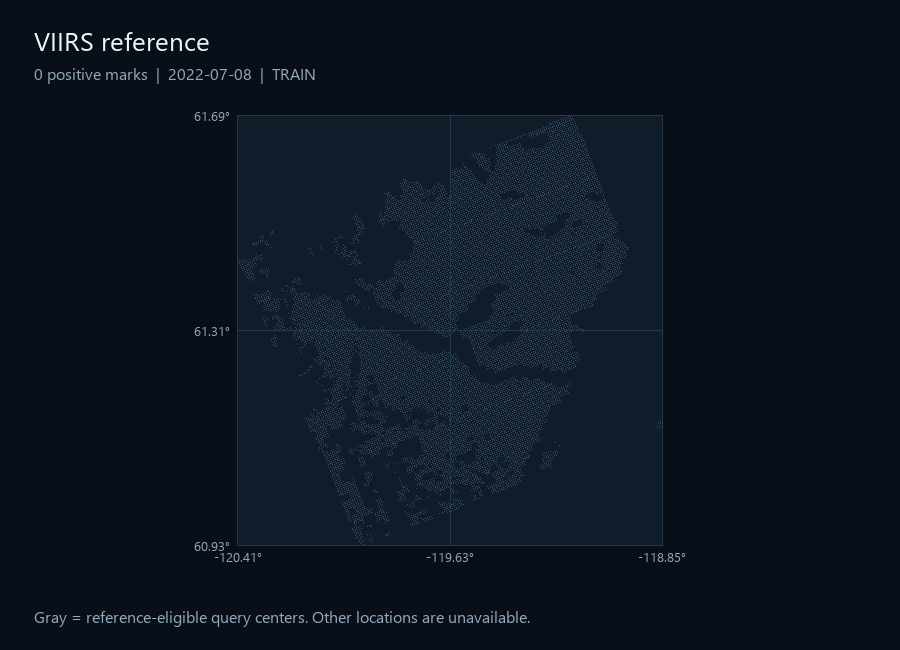 VIIRS reference
0 positive marks | 2022-07-08 | TRAIN
61.69°
61.31°
60.93°
-120.41° -119.63° -118.85°
Gray = reference-eligible query centers. Other locations are unavailable.